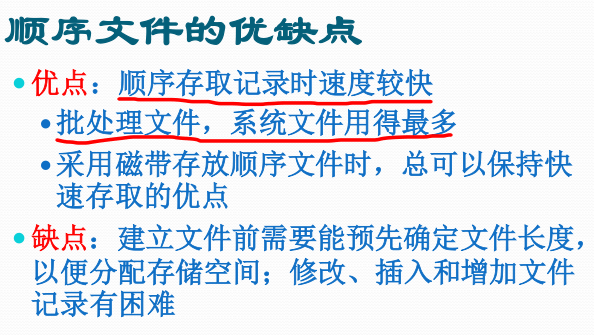 顺序文件的优缺点
优点：顺序存取记录时速度较快
批处理文件，系统文件用得最多
采用磁带存放顺序文件时，总可以保持快
速存取的优点
缺点：建立文件前需要能预先确定文件长度，
以便分配存储空间；修改、插入和增加文件
记录有困难